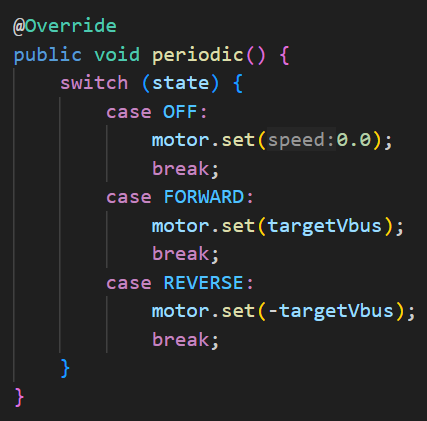 @Override
public void periodic() {
    switch (state) {
        case OFF:
            motor.set(speed:0.0);
            break;
        case FORWARD:
            motor.set(targetVbus);
            break;
        case REVERSE:
            motor.set(-targetVbus);
            break;
    }
}